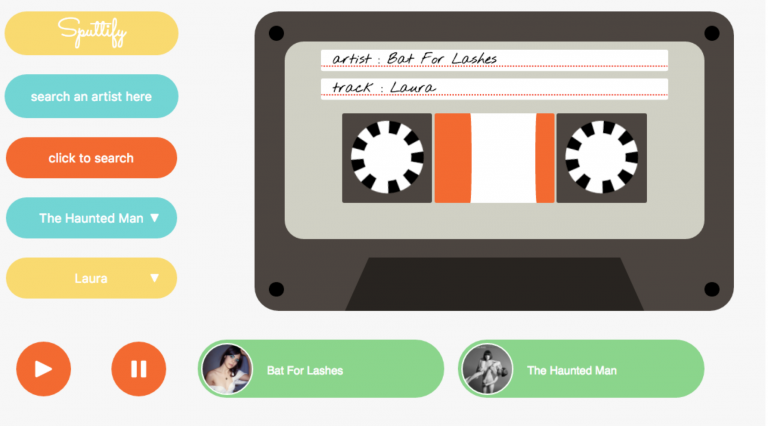 Sputtify
search an artist here
click to search
The Haunted Man
Laura
artist : Bat For Lashes
track : Laura
Bat For Lashes
The Haunted Man